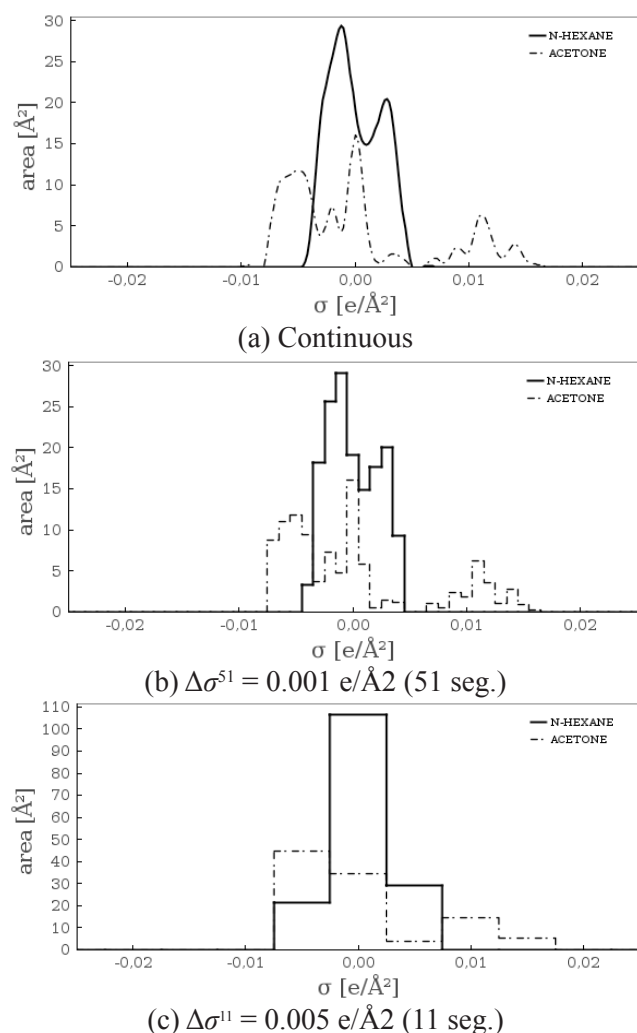 30
25
20
15
10
5
0
area [Å²]
N-HEXANE
ACETONE
-0,02 -0,01 0,00 0,01 0,02
σ [e/Å²]
(a) Continuous
30
25
20
15
10
5
0
area [Å²]
N-HEXANE
ACETONE
-0,02 -0,01 0,00 0,01 0,02
σ [e/Å²]
(b) Δσ⁵¹ = 0.001 e/Å2 (51 seg.)
110
100
90
80
70
60
50
40
30
20
10
0
area [Å²]
N-HEXANE
ACETONE
-0,02 -0,01 0,00 0,01 0,02
σ [e/Å²]
(c) Δσ¹¹ = 0.005 e/Å2 (11 seg.)